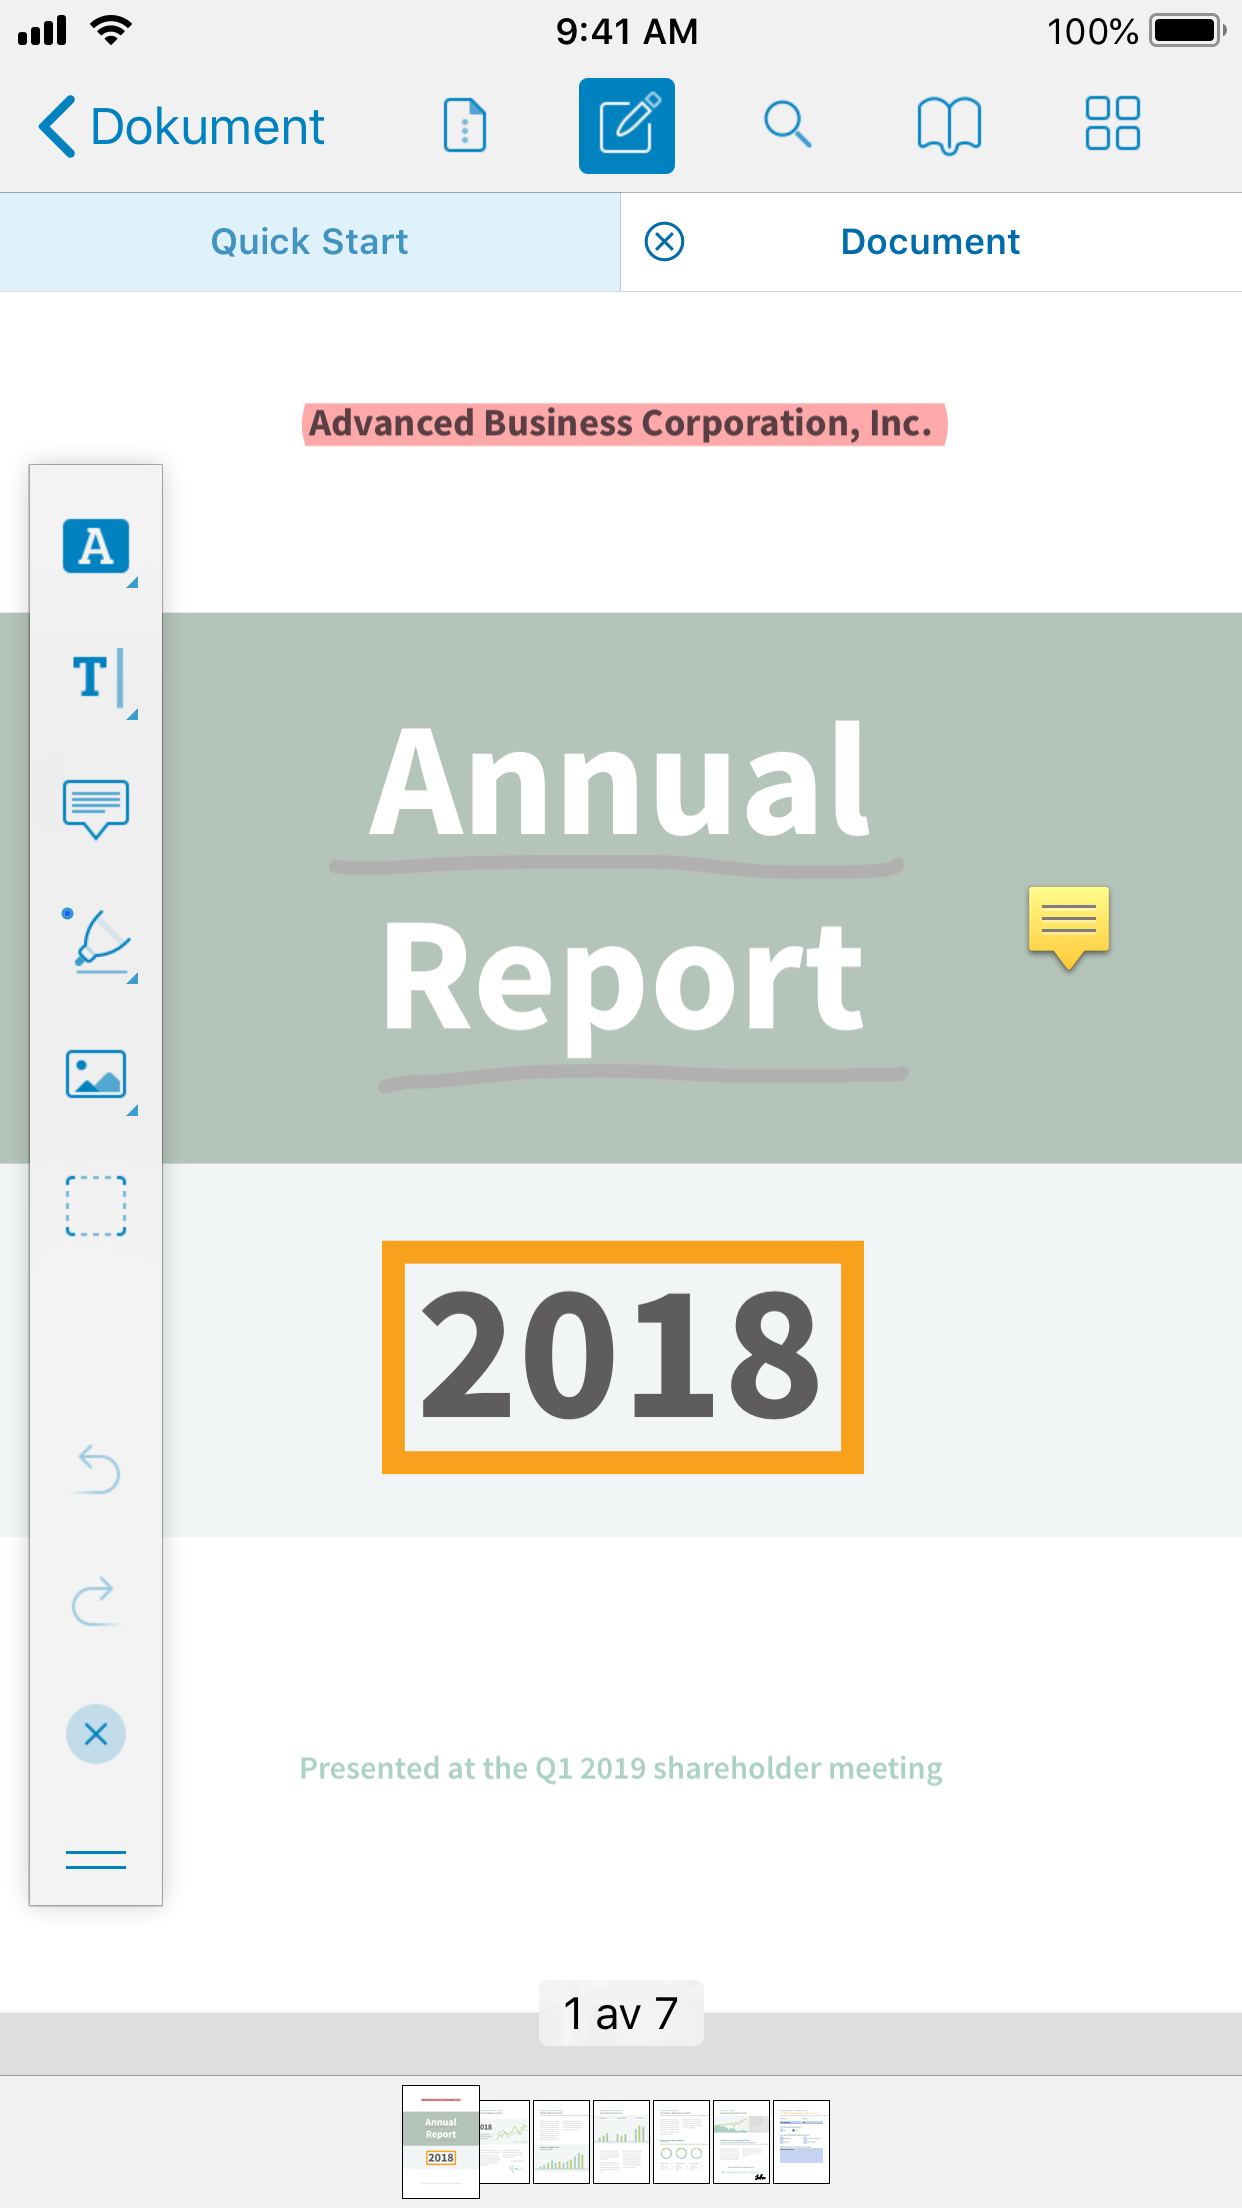 9:41 AM
100%
Dokument
Quick Start
Document
Advanced Business Corporation, Inc.
A
T
Annual
Report
2018
Presented at the Q1 2019 shareholder meeting
1 av 7
Annual
Report
2018